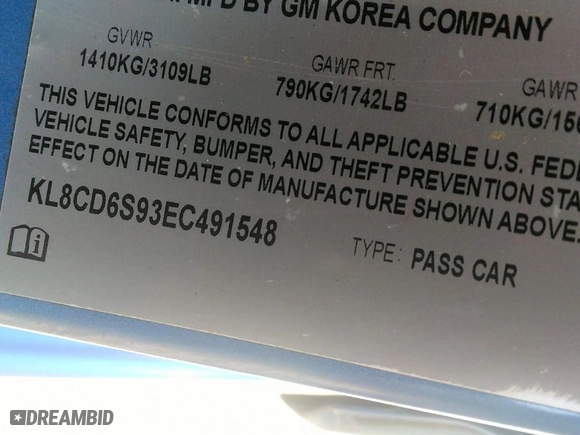 MFD BY GM KOREA COMPANY
GVWR GAWR FRT. GAWR
1410KG/3109LB 790KG/1742LB 710KG/
THIS VEHICLE CONFORMS TO ALL APPLICABLE U.S.
VEHICLE SAFETY, BUMPER, AND THEFT PREVENTION
EFFECT ON THE DATE OF MANUFACTURE SHOWN ABOVE.
KL8CD6S93EC491548
TYPE: PASS CAR
DREAMBID